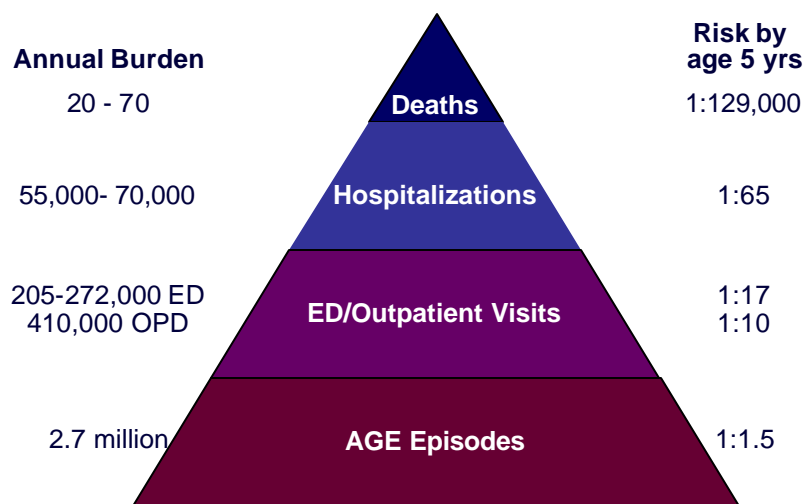 Annual Burden
Risk by
age 5 yrs
20 - 70
Deaths
1:129,000
55,000- 70,000
Hospitalizations
1:65
205-272,000 ED
410,000 OPD
ED/Outpatient Visits
1:17
1:10
2.7 million
AGE Episodes
1:1.5